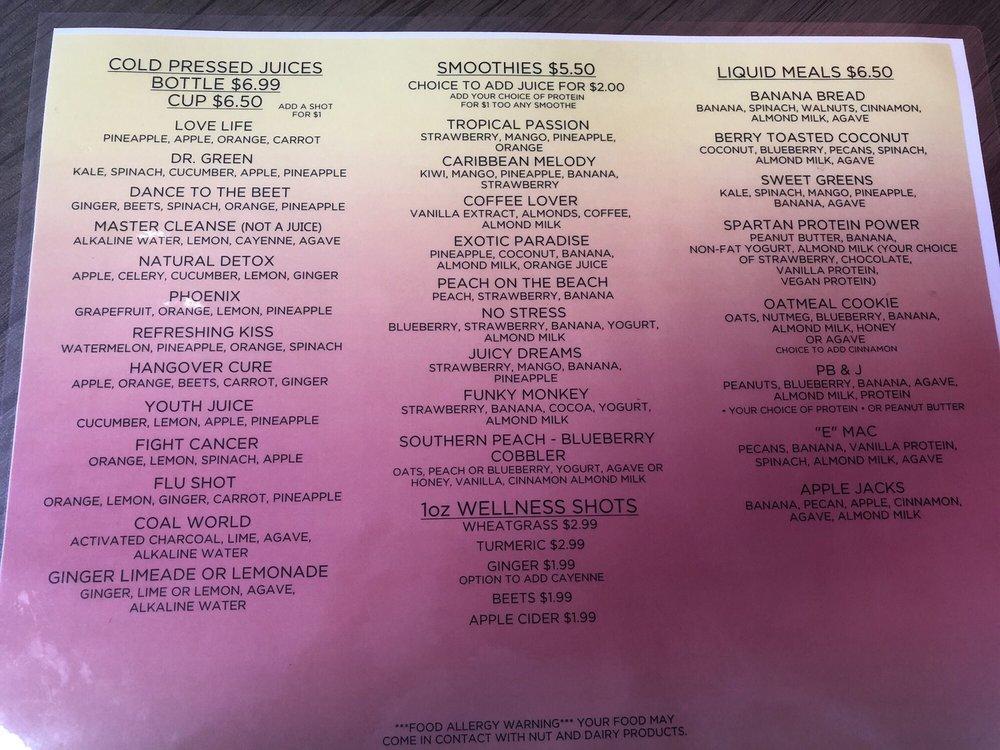 COLD PRESSED JUICES
BOTTLE $6.99
CUP $6.50
ADD A SHOT
FOR $1
LOVE LIFE
PINEAPPLE, APPLE, ORANGE, CARROT
DR. GREEN
KALE, SPINACH, CUCUMBER, APPLE, PINEAPPLE
DANCE TO THE BEET
GINGER, BEETS, SPINACH, ORANGE, PINEAPPLE
MASTER CLEANSE (NOT A JUICE)
ALKALINE WATER, LEMON, CAYENNE, AGAVE
NATURAL DETOX
APPLE, CELERY, CUCUMBER, LEMON, GINGER
PHOENIX
GRAPEFRUIT, ORANGE, LEMON, PINEAPPLE
REFRESHING KISS
WATERMELON, PINEAPPLE, ORANGE, SPINACH
HANGOVER CURE
APPLE, ORANGE, BEETS, CARROT, GINGER
YOUTH JUICE
CUCUMBER, LEMON, APPLE, PINEAPPLE
FIGHT CANCER
ORANGE, LEMON, SPINACH, APPLE
FLU SHOT
ORANGE, LEMON, GINGER, CARROT, PINEAPPLE
COAL WORLD
ACTIVATED CHARCOAL, LIME, AGAVE,
ALKALINE WATER
GINGER LIMEADE OR LEMONADE
GINGER, LIME OR LEMON, AGAVE,
ALKALINE WATER
SMOOTHIES $5.50
CHOICE TO ADD JUICE FOR $2.00
ADD YOUR CHOICE OF PROTEIN
FOR $1 TOO ANY SMOOTHE
TROPICAL PASSION
STRAWBERRY, MANGO, PINEAPPLE,
ORANGE
CARIBBEAN MELODY
KIWI, MANGO, PINEAPPLE, BANANA,
STRAWBERRY
COFFEE LOVER
VANILLA EXTRACT, ALMONDS, COFFEE,
ALMOND MILK
EXOTIC PARADISE
PINEAPPLE, COCONUT, BANANA,
ALMOND MILK, ORANGE JUICE
PEACH ON THE BEACH
PEACH, STRAWBERRY, BANANA
NO STRESS
BLUEBERRY, STRAWBERRY, BANANA, YOGURT,
ALMOND MILK
JUICY DREAMS
STRAWBERRY, MANGO, BANANA,
PINEAPPLE
FUNKY MONKEY
STRAWBERRY, BANANA, COCOA, YOGURT,
ALMOND MILK
SOUTHERN PEACH - BLUEBERRY
COBBLER
OATS, PEACH OR BLUEBERRY, YOGURT, AGAVE OR
HONEY, VANILLA, CINNAMON ALMOND MILK
1oz WELLNESS SHOTS
WHEATGRASS $2.99
TURMERIC $2.99
GINGER $1.99
OPTION TO ADD CAYENNE
BEETS $1.99
APPLE CIDER $1.99
LIQUID MEALS $6.50
BANANA BREAD
BANANA, SPINACH, WALNUTS, CINNAMON,
ALMOND MILK, AGAVE
BERRY TOASTED COCONUT
COCONUT, BLUEBERRY, PECANS, SPINACH,
ALMOND MILK, AGAVE
SWEET GREENS
KALE, SPINACH, MANGO, PINEAPPLE,
BANANA, AGAVE
SPARTAN PROTEIN POWER
PEANUT BUTTER, BANANA,
NON-FAT YOGURT, ALMOND MILK (YOUR CHOICE
OF STRAWBERRY, CHOCOLATE,
VANILLA PROTEIN,
VEGAN PROTEIN)
OATMEAL COOKIE
OATS, NUTMEG, BLUEBERRY, BANANA,
ALMOND MILK, HONEY
OR AGAVE
CHOICE TO ADD CINNAMON
PB & J
PEANUTS, BLUEBERRY, BANANA, AGAVE,
ALMOND MILK, PROTEIN
• YOUR CHOICE OF PROTEIN • OR PEANUT BUTTER
"E" MAC
PECANS, BANANA, VANILLA PROTEIN,
SPINACH, ALMOND MILK, AGAVE
APPLE JACKS
BANANA, PECAN, APPLE, CINNAMON,
AGAVE, ALMOND MILK
***FOOD ALLERGY WARNING*** YOUR FOOD MAY
COME IN CONTACT WITH NUT AND DAIRY PRODUCTS.